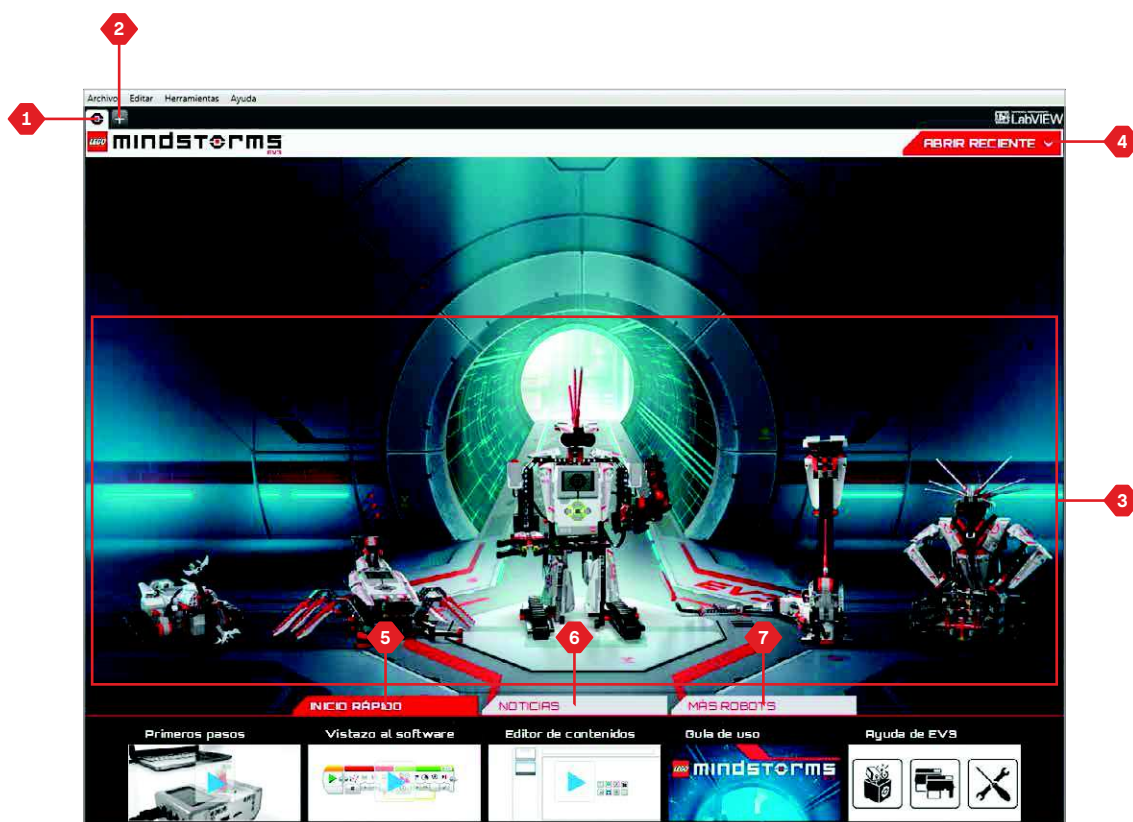 2
Archivo Editar Herramientas Ayuda
1
LabVIEW
LEGO mindstorms EV3
ABRIR RECIENTE
4
3
EV3
5
6
7
INICIO RÁPIDO
NOTICIAS
MÁS ROBOTS
Primeros pasos
Vistazo al software
Editor de contenidos
Guía de uso
Ayuda de EV3
LEGO mindstorms